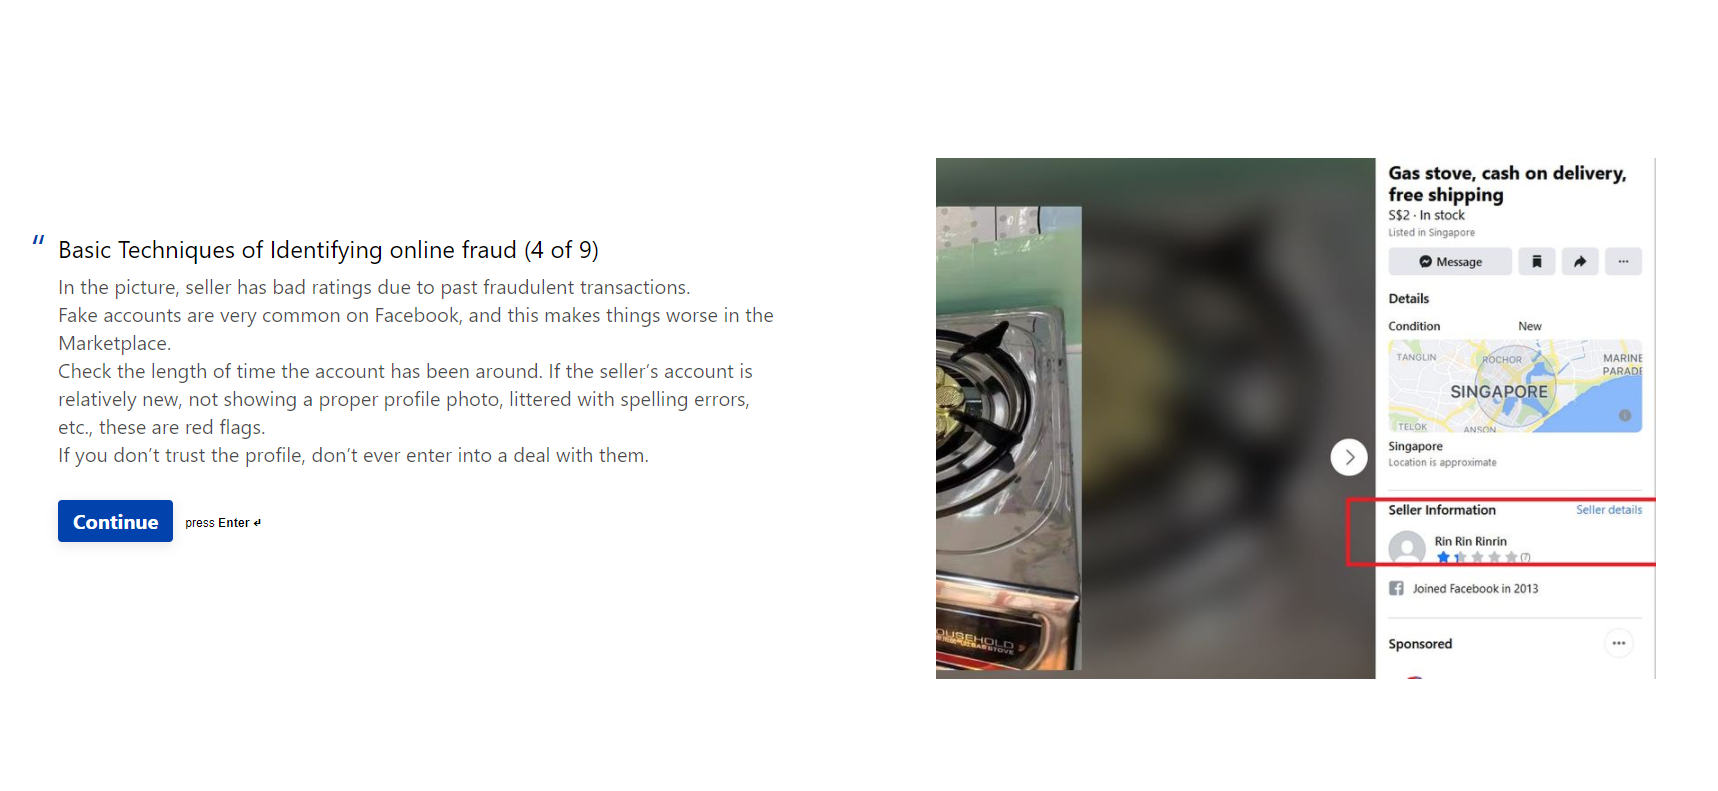 Basic Techniques of Identifying online fraud (4 of 9)
In the picture, seller has bad ratings due to past fraudulent transactions.
Fake accounts are very common on Facebook, and this makes things worse in the
Marketplace.
Check the length of time the account has been around. If the seller’s account is
relatively new, not showing a proper profile photo, littered with spelling errors,
etc., these are red flags.
If you don’t trust the profile, don’t ever enter into a deal with them.
Continue press Enter ↵
Gas stove, cash on delivery,
free shipping
S$2 · In stock
Listed in Singapore
Message
Details
Condition New
TANGLIN
ROCHOR
MARINE
PARADE
SINGAPORE
TELOK
ANSON
Singapore
Location is approximate
Seller Information Seller details
Rin Rin Rinrin
(7)
Joined Facebook in 2013
Sponsored
OUSEHOLD
GAS STOVE